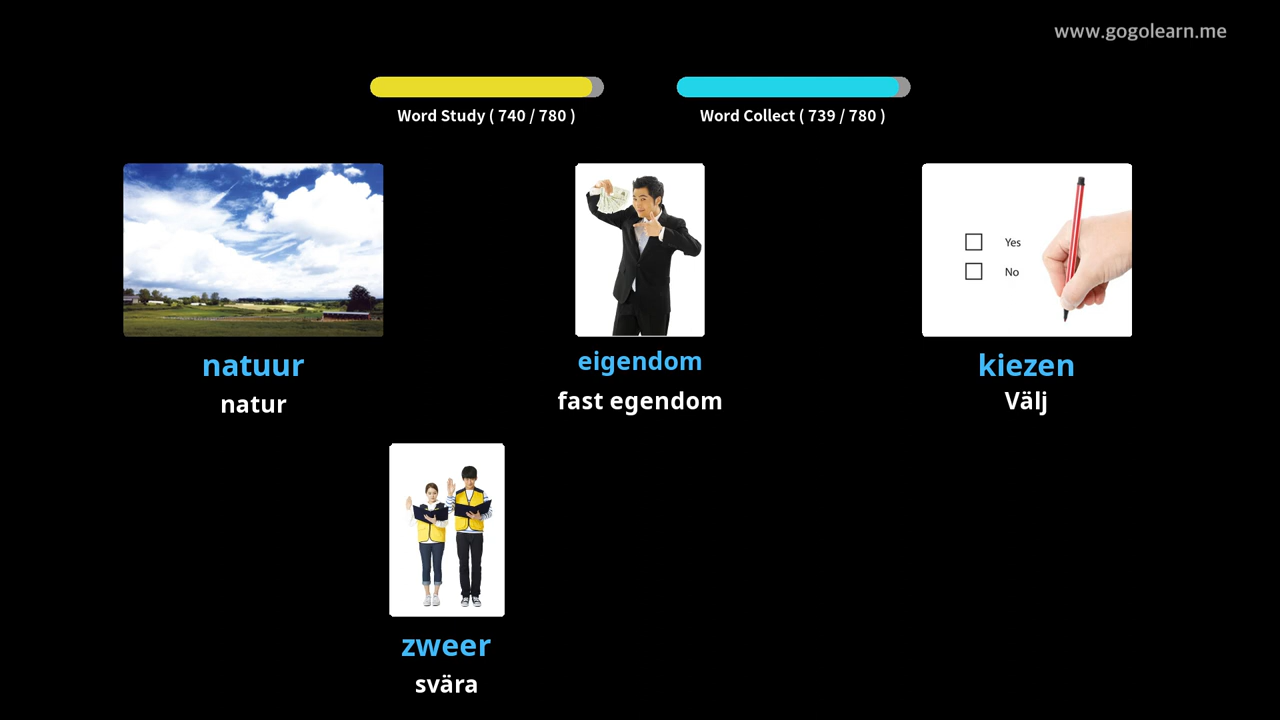 www.gogolearn.me
Word Study ( 740 / 780 )
Word Collect ( 739 / 780 )
Yes
No
natuur
natur
eigendom
fast egendom
kiezen
Välj
zweer
svära